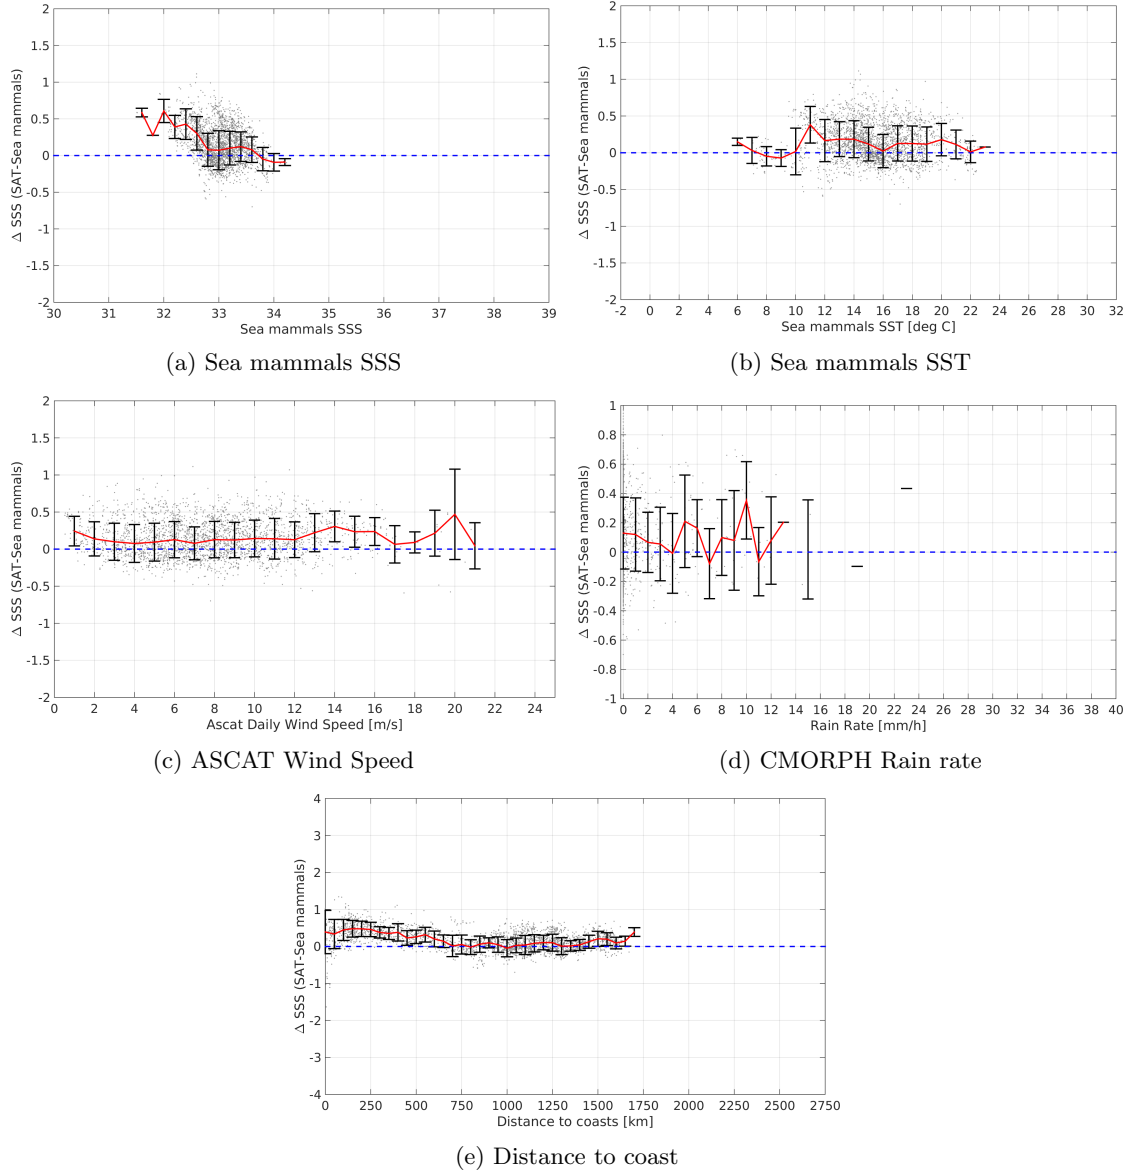 2
1.5
1
0.5
0
-0.5
-1
-1.5
-2
30 31 32 33 34 35 36 37 38 39
Δ SSS (SAT-Sea mammals)
Sea mammals SSS
(a) Sea mammals SSS
2
1.5
1
0.5
0
-0.5
-1
-1.5
-2
-2 0 2 4 6 8 10 12 14 16 18 20 22 24 26 28 30 32
Δ SSS (SAT-Sea mammals)
Sea mammals SST [deg C]
(b) Sea mammals SST
2
1.5
1
0.5
0
-0.5
-1
-1.5
-2
0 2 4 6 8 10 12 14 16 18 20 22 24
Δ SSS (SAT-Sea mammals)
Ascat Daily Wind Speed [m/s]
(c) ASCAT Wind Speed
1
0.8
0.6
0.4
0.2
0
-0.2
-0.4
-0.6
-0.8
-1
0 2 4 6 8 10 12 14 16 18 20 22 24 26 28 30 32 34 36 38 40
Δ SSS (SAT-Sea mammals)
Rain Rate [mm/h]
(d) CMORPH Rain rate
4
3
2
1
0
-1
-2
-3
-4
0 250 500 750 1000 1250 1500 1750 2000 2250 2500 2750
Δ SSS (SAT-Sea mammals)
Distance to coasts [km]
(e) Distance to coast